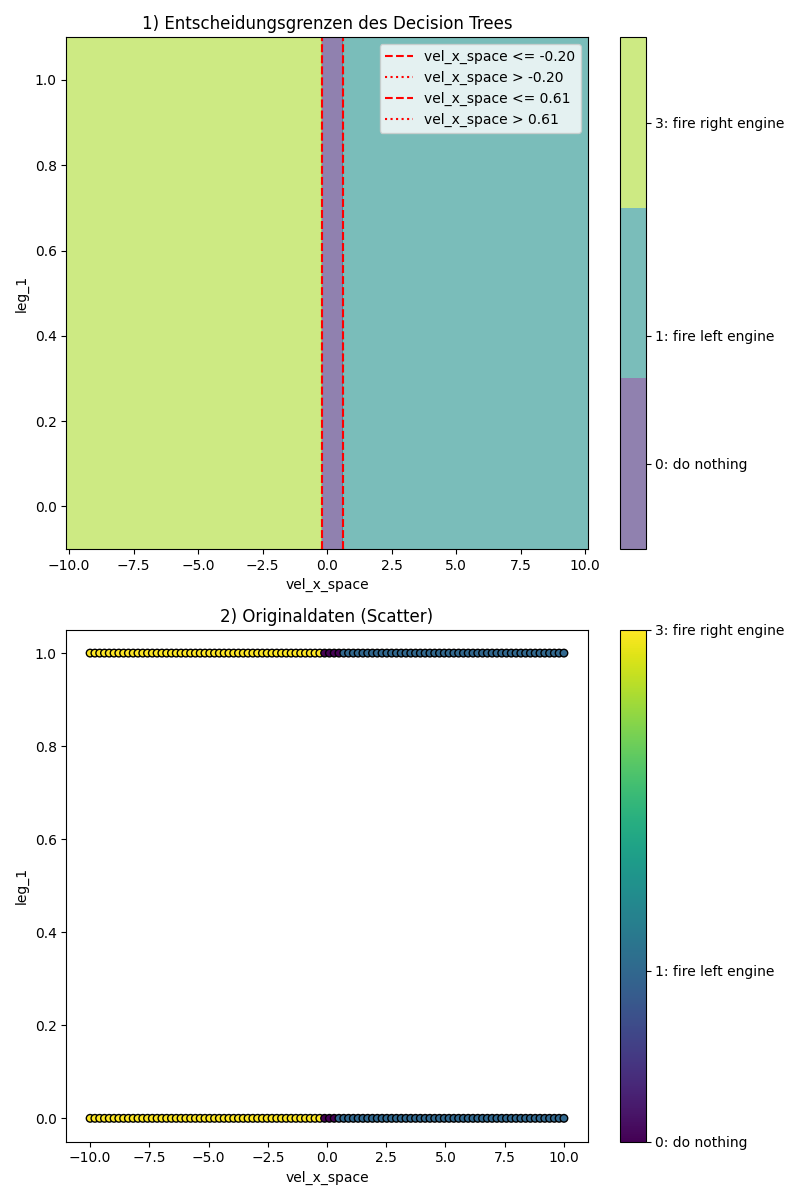 1) Entscheidungsgrenzen des Decision Trees
vel_x_space <= -0.20
vel_x_space > -0.20
vel_x_space <= 0.61
vel_x_space > 0.61
1.0
0.8
0.6
0.4
0.2
0.0
leg_1
−10.0 −7.5 −5.0 −2.5 0.0 2.5 5.0 7.5 10.0
vel_x_space
3: fire right engine
1: fire left engine
0: do nothing
2) Originaldaten (Scatter)
1.0
0.8
0.6
0.4
0.2
0.0
leg_1
−10.0 −7.5 −5.0 −2.5 0.0 2.5 5.0 7.5 10.0
vel_x_space
3: fire right engine
1: fire left engine
0: do nothing